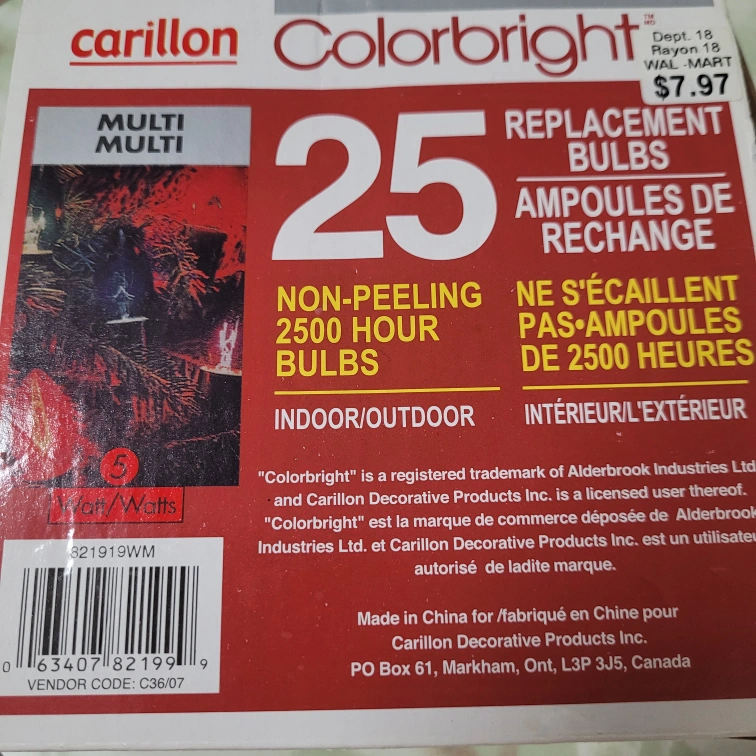 carillon
Colorbright™
MD
Dept. 18
Rayon 18
WAL-MART
$7.97
MULTI
MULTI
25
REPLACEMENT
BULBS
AMPOULES DE
RECHANGE
NON-PEELING
2500 HOUR
BULBS
NE S'ÉCAILLENT
PAS•AMPOULES
DE 2500 HEURES
INDOOR/OUTDOOR
INTÉRIEUR/L'EXTÉRIEUR
5
Watt/Watts
"Colorbright" is a registered trademark of Alderbrook Industries Ltd
and Carillon Decorative Products Inc. is a licensed user thereof.
"Colorbright" est la marque de commerce déposée de Alderbrook
Industries Ltd. et Carillon Decorative Products Inc. est un utilisateu
autorisé de ladite marque.
821919WM
0 63407 82199 9
VENDOR CODE: C36/07
Made in China for /fabriqué en Chine pour
Carillon Decorative Products Inc.
PO Box 61, Markham, Ont, L3P 3J5, Canada